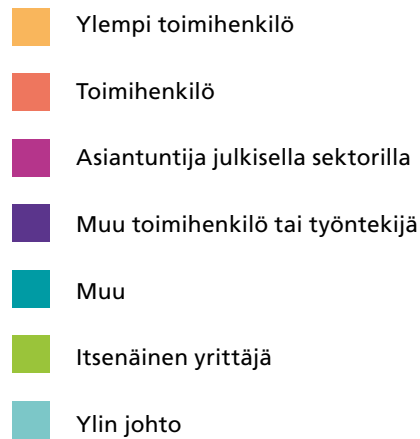 Ylempi toimihenkilö
Toimihenkilö
Asiantuntija julkisella sektorilla
Muu toimihenkilö tai työntekijä
Muu
Itsenäinen yrittäjä
Ylin johto